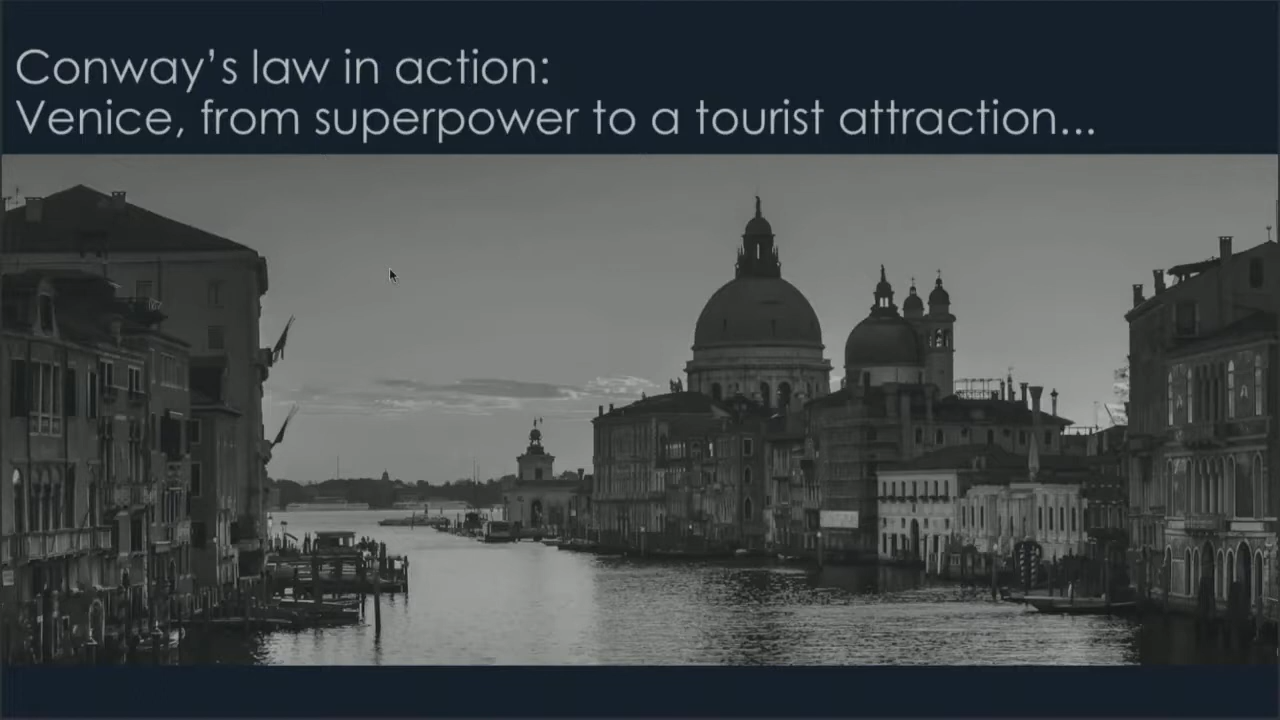 Conway’s law in action:
Venice, from superpower to a tourist attraction...